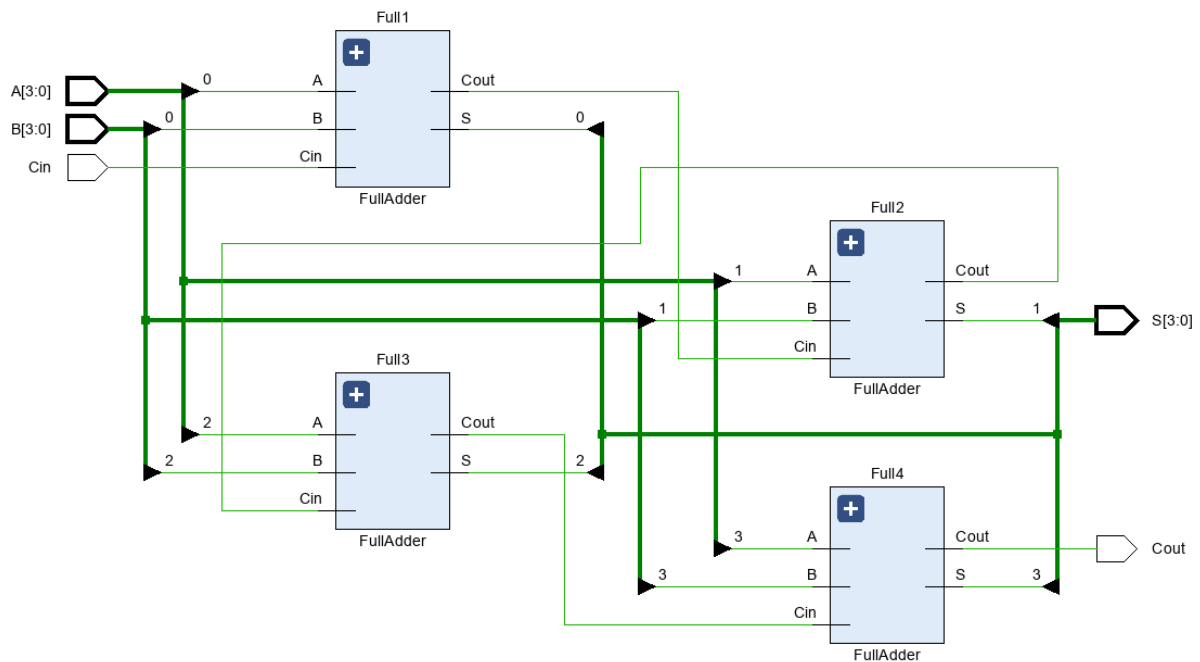 Full1
A[3:0]
0
A
Cout
B[3:0]
0
B
S
0
Cin
Cin
FullAdder
Full2
1
A
Cout
1
B
S
1
S[3:0]
Cin
FullAdder
Full3
2
A
Cout
2
B
S
2
Cin
FullAdder
Full4
3
A
Cout
Cout
3
B
S
3
Cin
FullAdder